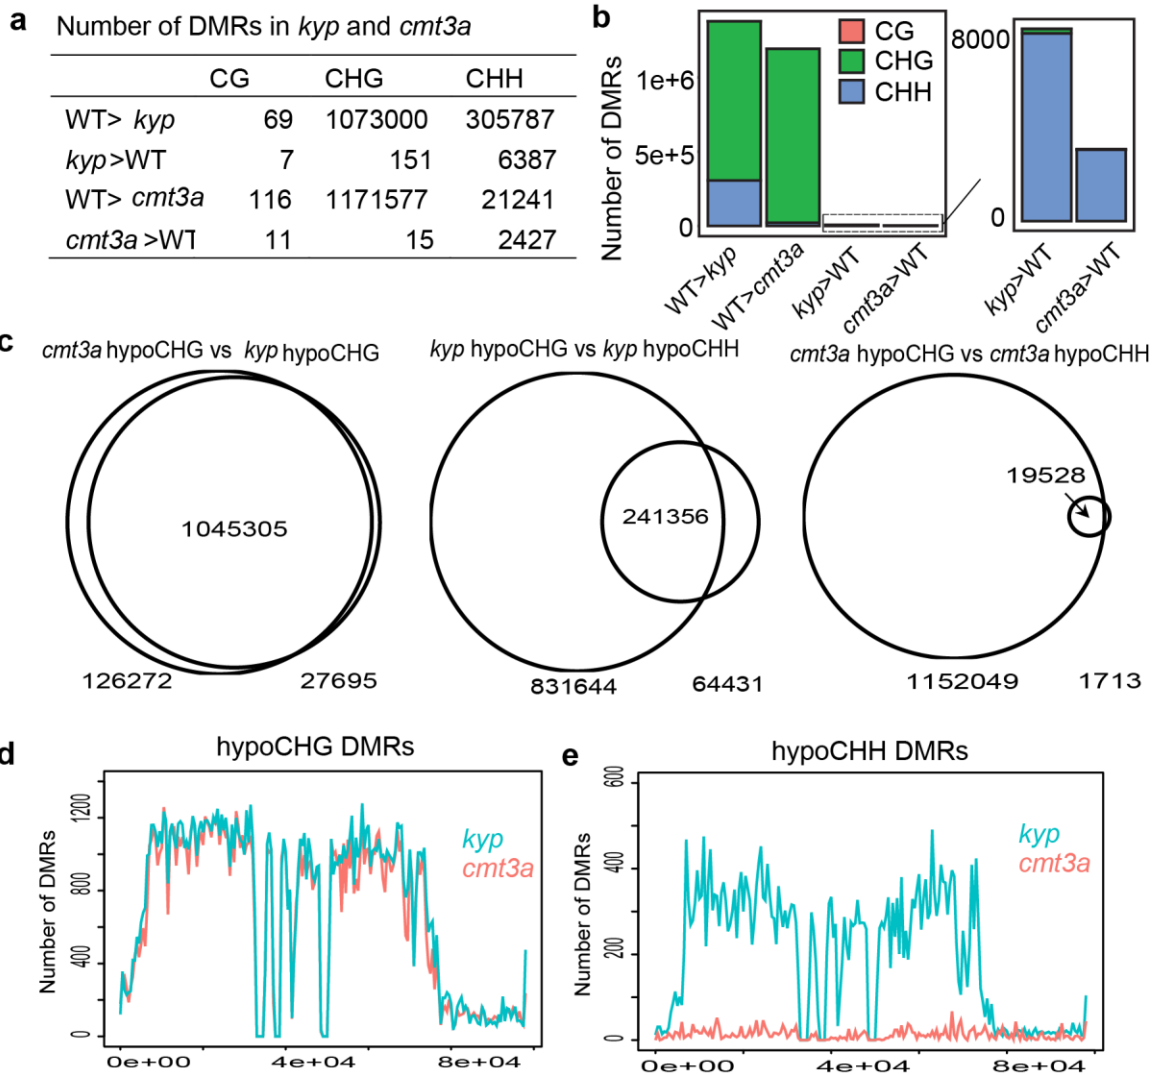 a Number of DMRs in kyp and cmt3a
CG CHG CHH
WT> kyp 69 1073000 305787
kyp>WT 7 151 6387
WT> cmt3a 116 1171577 21241
cmt3a >WT 11 15 2427
b
Number of DMRs
1e+6
5e+5
0
CG
CHG
CHH
WT>kyp
WT>cmt3a
kyp>WT
cmt3a>WT
8000
0
kyp>WT
cmt3a>WT
c
cmt3a hypoCHG vs kyp hypoCHG
1045305
126272 27695
kyp hypoCHG vs kyp hypoCHH
241356
831644 64431
cmt3a hypoCHG vs cmt3a hypoCHH
19528
1152049 1713
d hypoCHG DMRs
Number of DMRs
1200
800
400
0
kyp
cmt3a
0e+00 4e+04 8e+04
e hypoCHH DMRs
Number of DMRs
600
400
200
0
kyp
cmt3a
0e+00 4e+04 8e+04